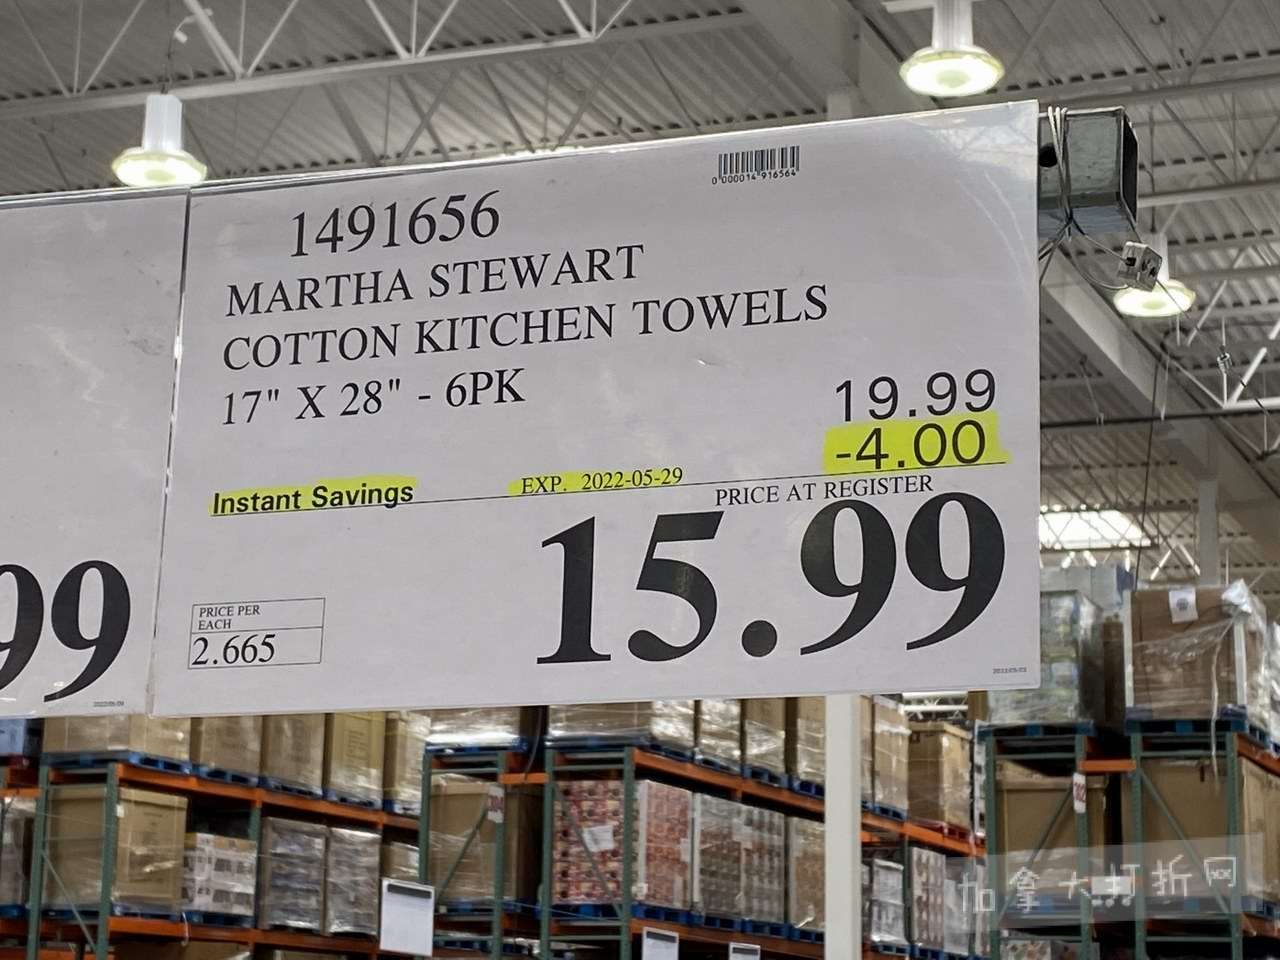 0 000014 916564
1491656
MARTHA STEWART
COTTON KITCHEN TOWELS
17" X 28" - 6PK
19.99
-4.00
Instant Savings
EXP. 2022-05-29
PRICE AT REGISTER
15.99
PRICE PER
EACH
2.665
99
加拿大打折网